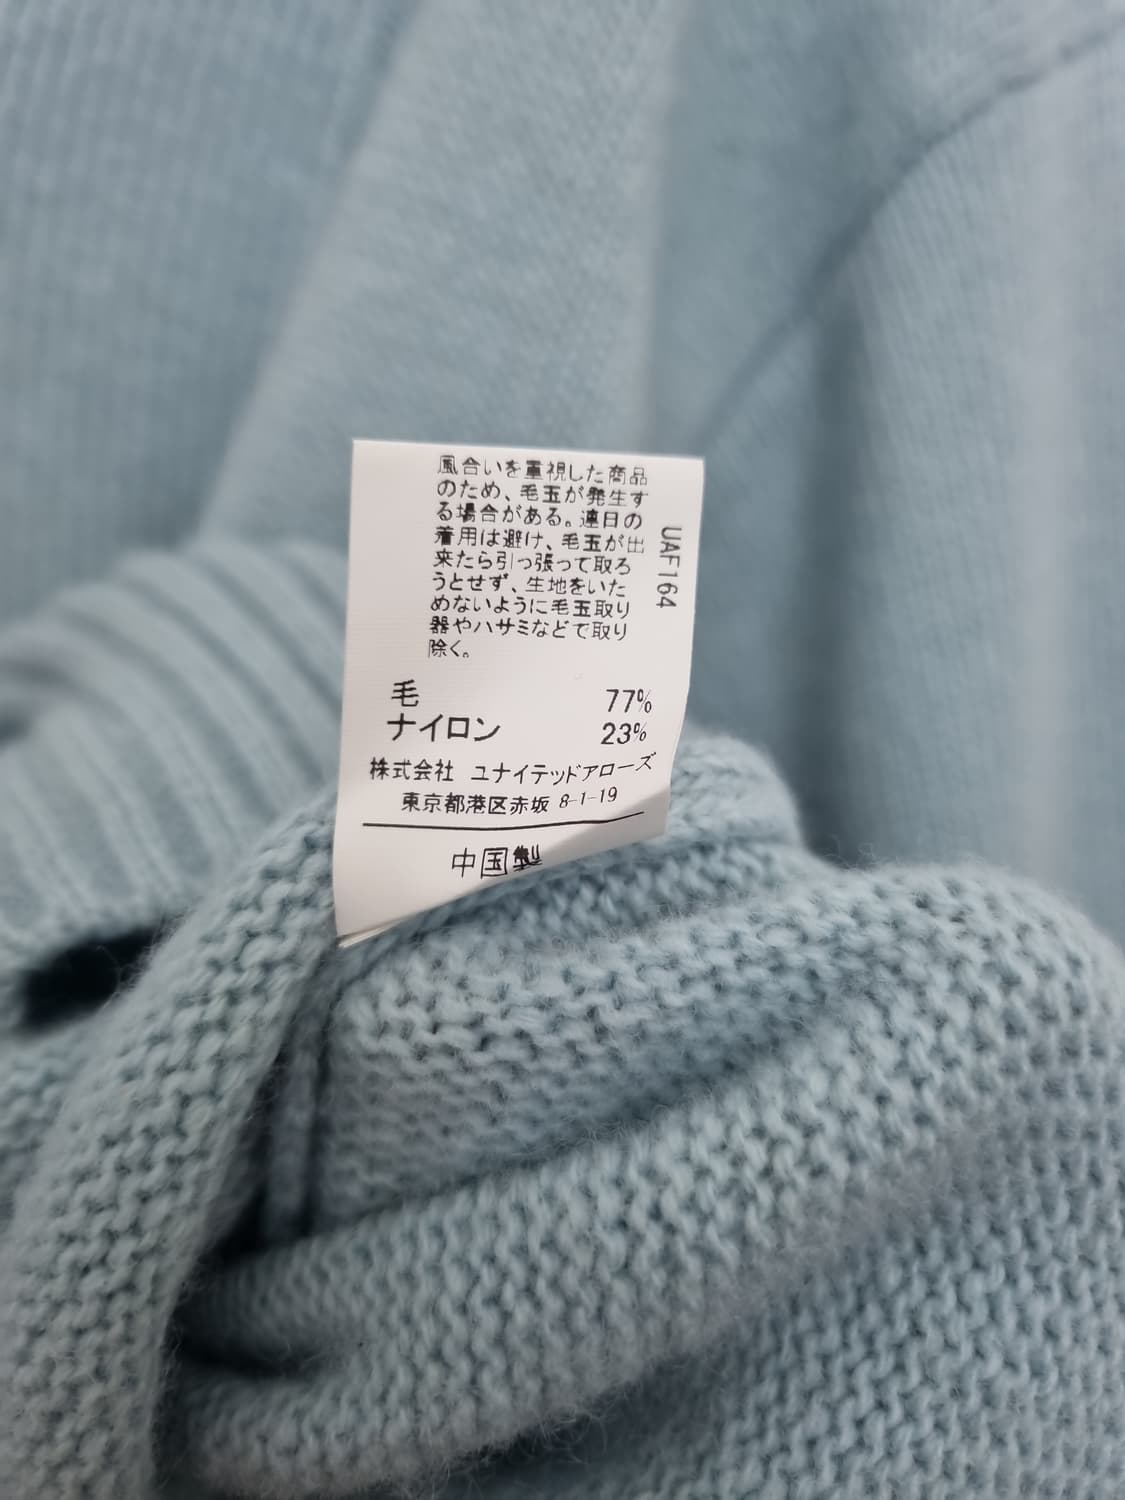 風合いを重視した商品
のため、毛玉が発生す
る場合がある。連日の
着用は避け、毛玉が出
来たら引っ張って取ろ
うとせず、生地をいた
めないように毛玉取り
器やハサミなどで取り
除く。
UAF164
毛 77%
ナイロン 23%
株式会社 ユナイテッドアローズ
東京都港区赤坂 8-1-19
中国製